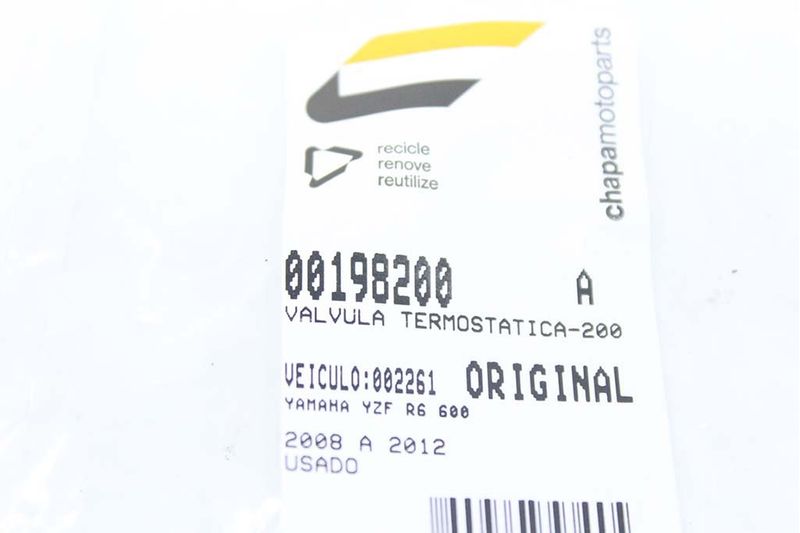 chapamotoparts
recicle
renove
reutilize
00198200 A
VALVULA TERMOSTATICA-200
VEICULO:002261 ORIGINAL
YAMAHA YZF R6 600
2008 A 2012
USADO